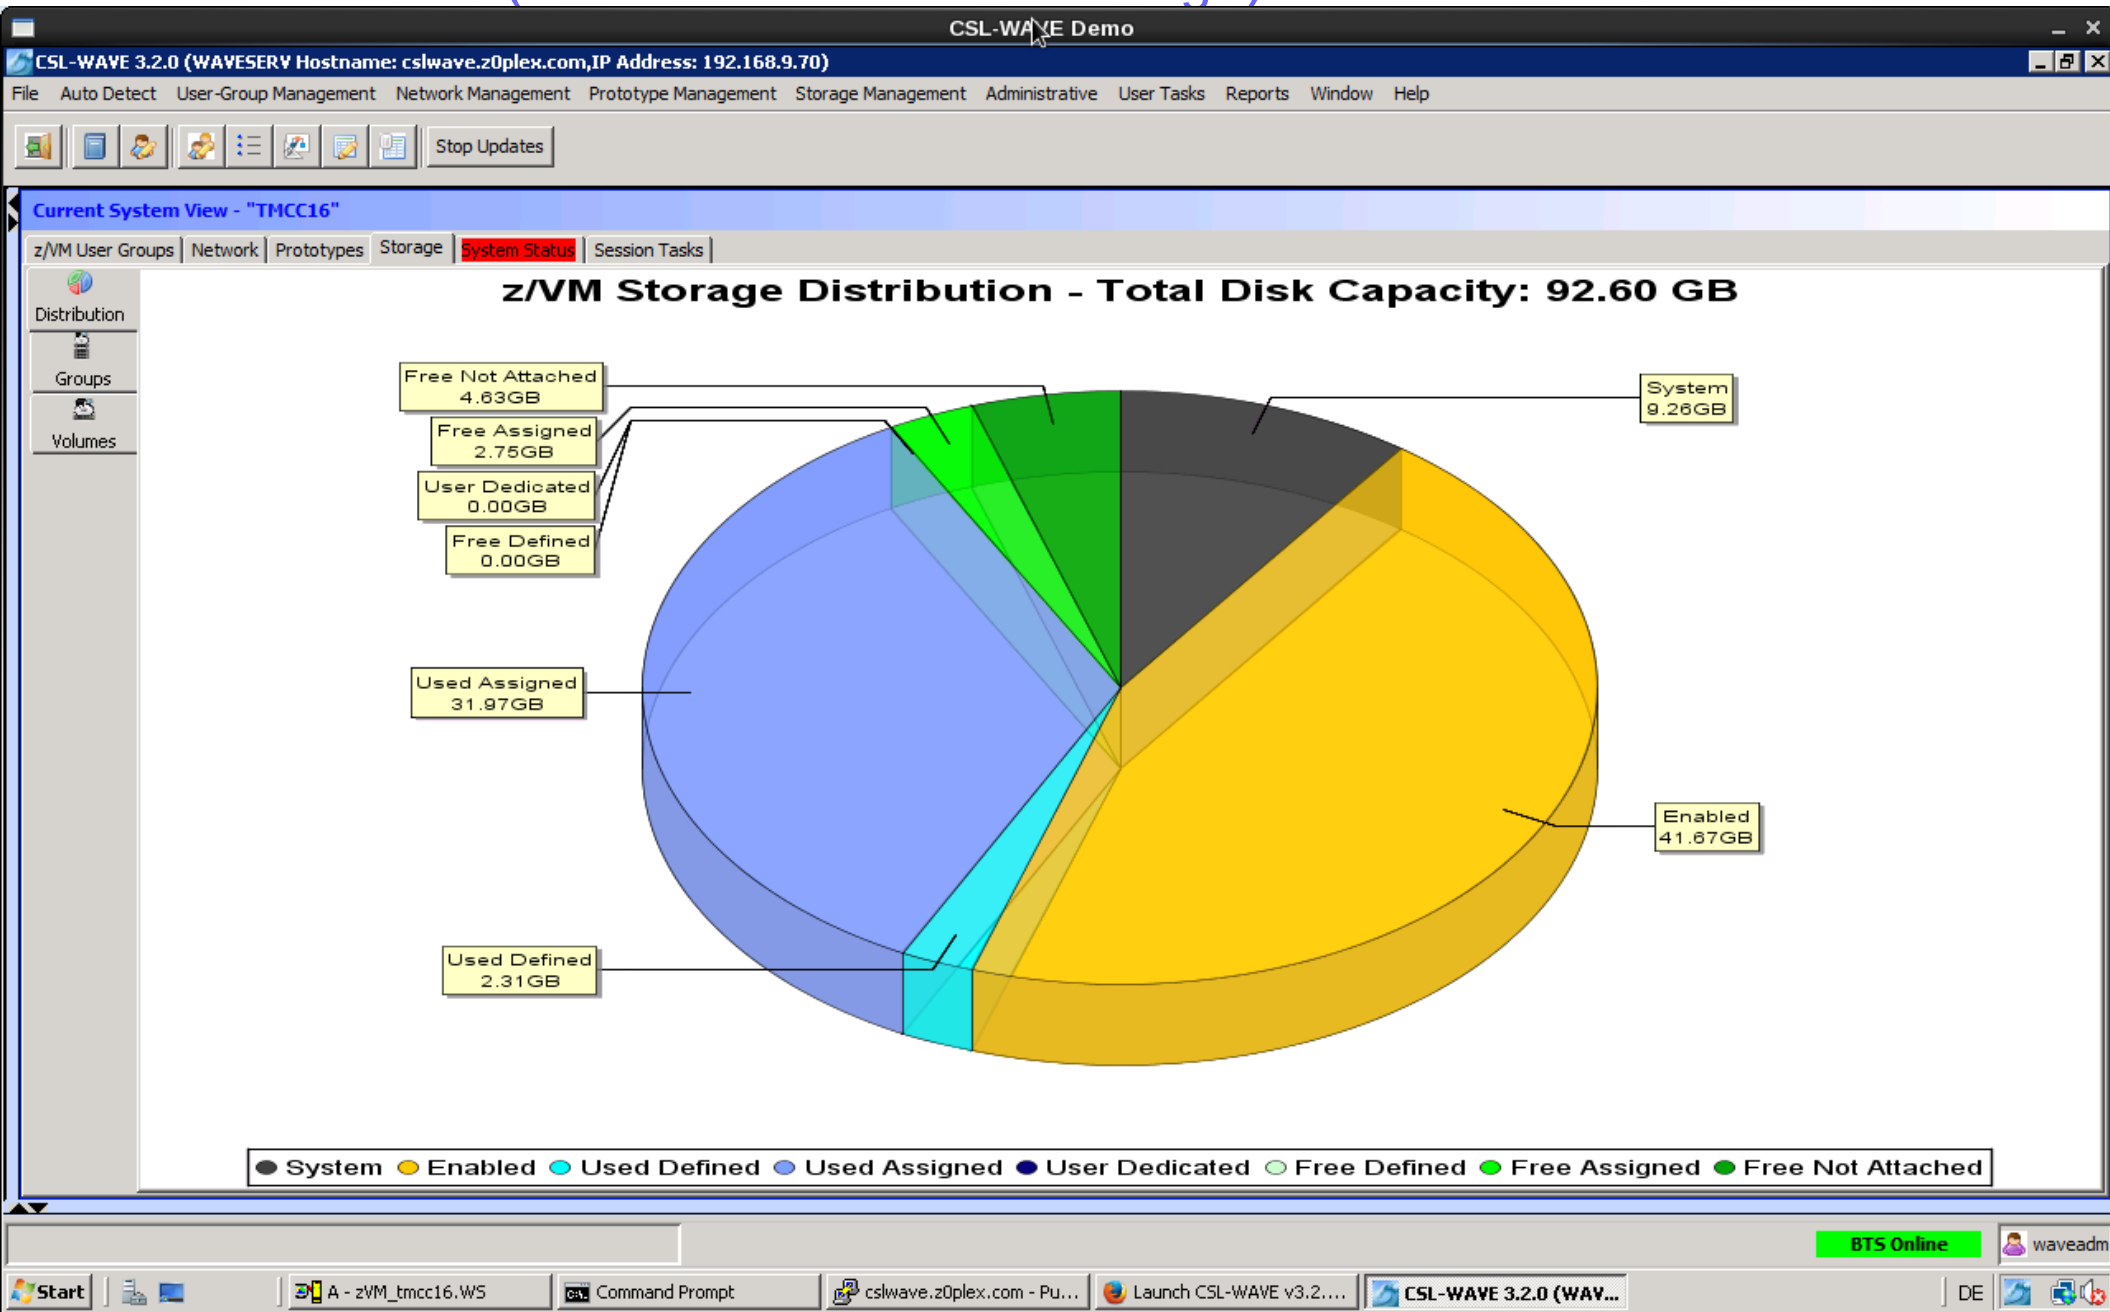 CSL-WAVE Demo
CSL-WAVE 3.2.0 (WAVESERV Hostname: cslwave.z0plex.com,IP Address: 192.168.9.70)
File Auto Detect User-Group Management Network Management Prototype Management Storage Management Administrative User Tasks Reports Window Help
Stop Updates
Current System View - "TMCC16"
z/VM User Groups Network Prototypes Storage System Status Session Tasks
Distribution
Groups
Volumes
z/VM Storage Distribution - Total Disk Capacity: 92.60 GB
Free Not Attached
4.63GB
Free Assigned
2.75GB
User Dedicated
0.00GB
Free Defined
0.00GB
System
9.26GB
Used Assigned
31.97GB
Enabled
41.67GB
Used Defined
2.31GB
System Enabled Used Defined Used Assigned User Dedicated Free Defined Free Assigned Free Not Attached
BTS Online
waveadm
Start
A - zVM_tmcc16.WS
Command Prompt
cslwave.z0plex.com - Pu...
Launch CSL-WAVE v3.2....
CSL-WAVE 3.2.0 (WAV...
DE